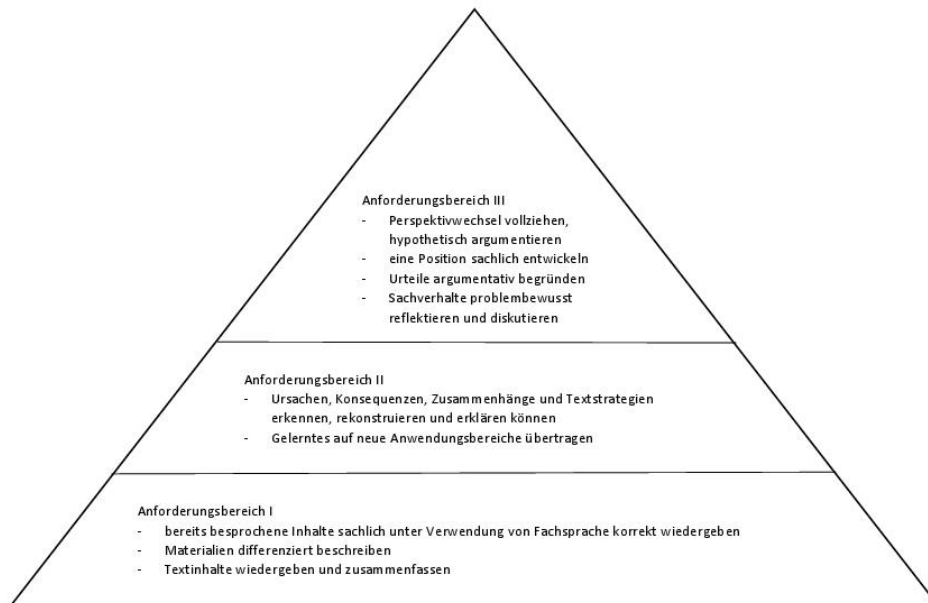 Anforderungsbereich III
- Perspektivwechsel vollziehen,
hypothetisch argumentieren
- eine Position sachlich entwickeln
- Urteile argumentativ begründen
- Sachverhalte problembewusst
reflektieren und diskutieren
Anforderungsbereich II
- Ursachen, Konsequenzen, Zusammenhänge und Textstrategien
erkennen, rekonstruieren und erklären können
- Gelerntes auf neue Anwendungsbereiche übertragen
Anforderungsbereich I
- bereits besprochene Inhalte sachlich unter Verwendung von Fachsprache korrekt wiedergeben
- Materialien differenziert beschreiben
- Textinhalte wiedergeben und zusammenfassen